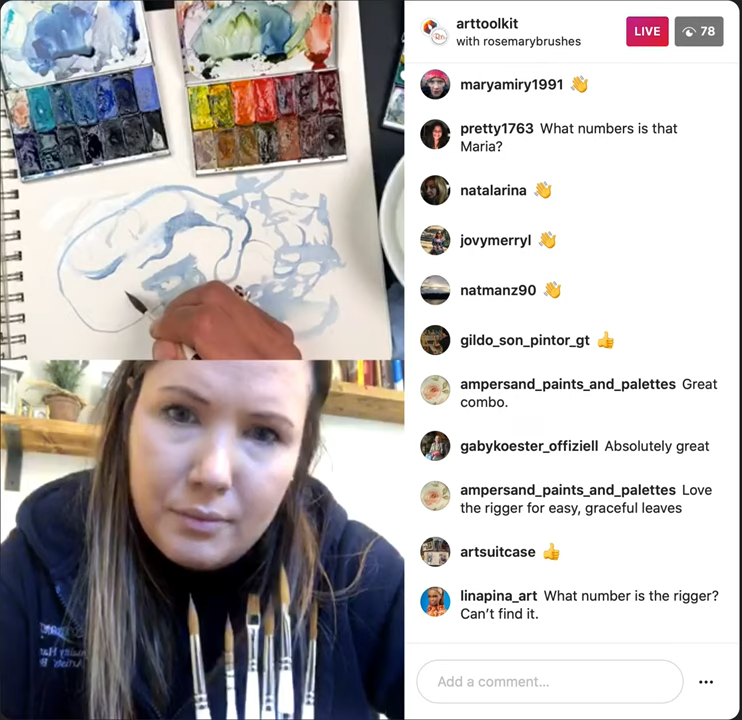 arttoolkit
with rosemarybrushes
LIVE
78
maryamiry1991 👋
pretty1763 What numbers is that
Maria?
natalarina 👋
jovymerryl 👋
natmanz90 👋
gildo_son_pintor_gt 👍
ampersand_paints_and_palettes Great
combo.
gabykoester_offiziell Absolutely great
ampersand_paints_and_palettes Love
the rigger for easy, graceful leaves
artsuitcase 👍
linapina_art What number is the rigger?
Can't find it.
Add a comment...